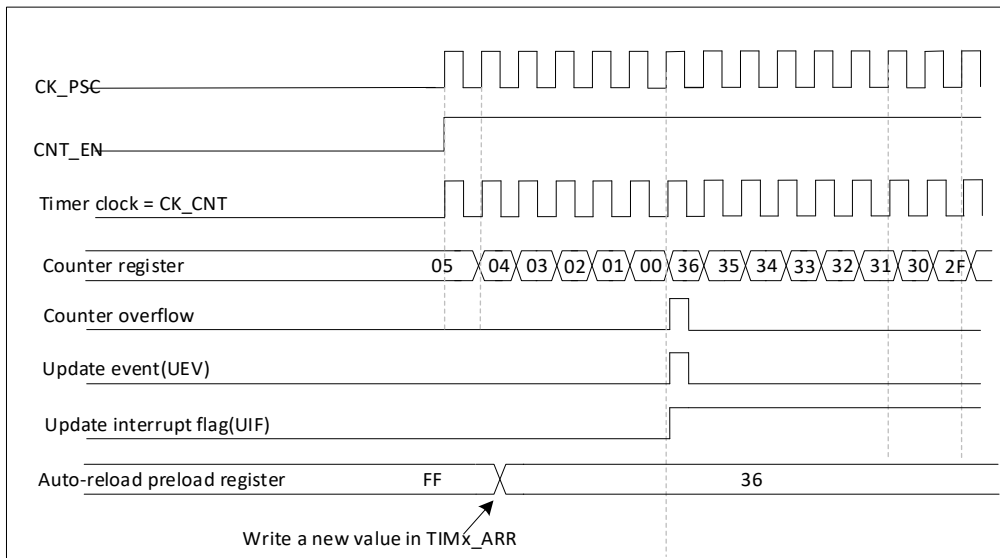 CK_PSC
CNT_EN
Timer clock = CK_CNT
Counter register 05 04 03 02 01 00 36 35 34 33 32 31 30 2F
Counter overflow
Update event(UEV)
Update interrupt flag(UIF)
Auto-reload preload register FF 36
Write a new value in TIMx_ARR